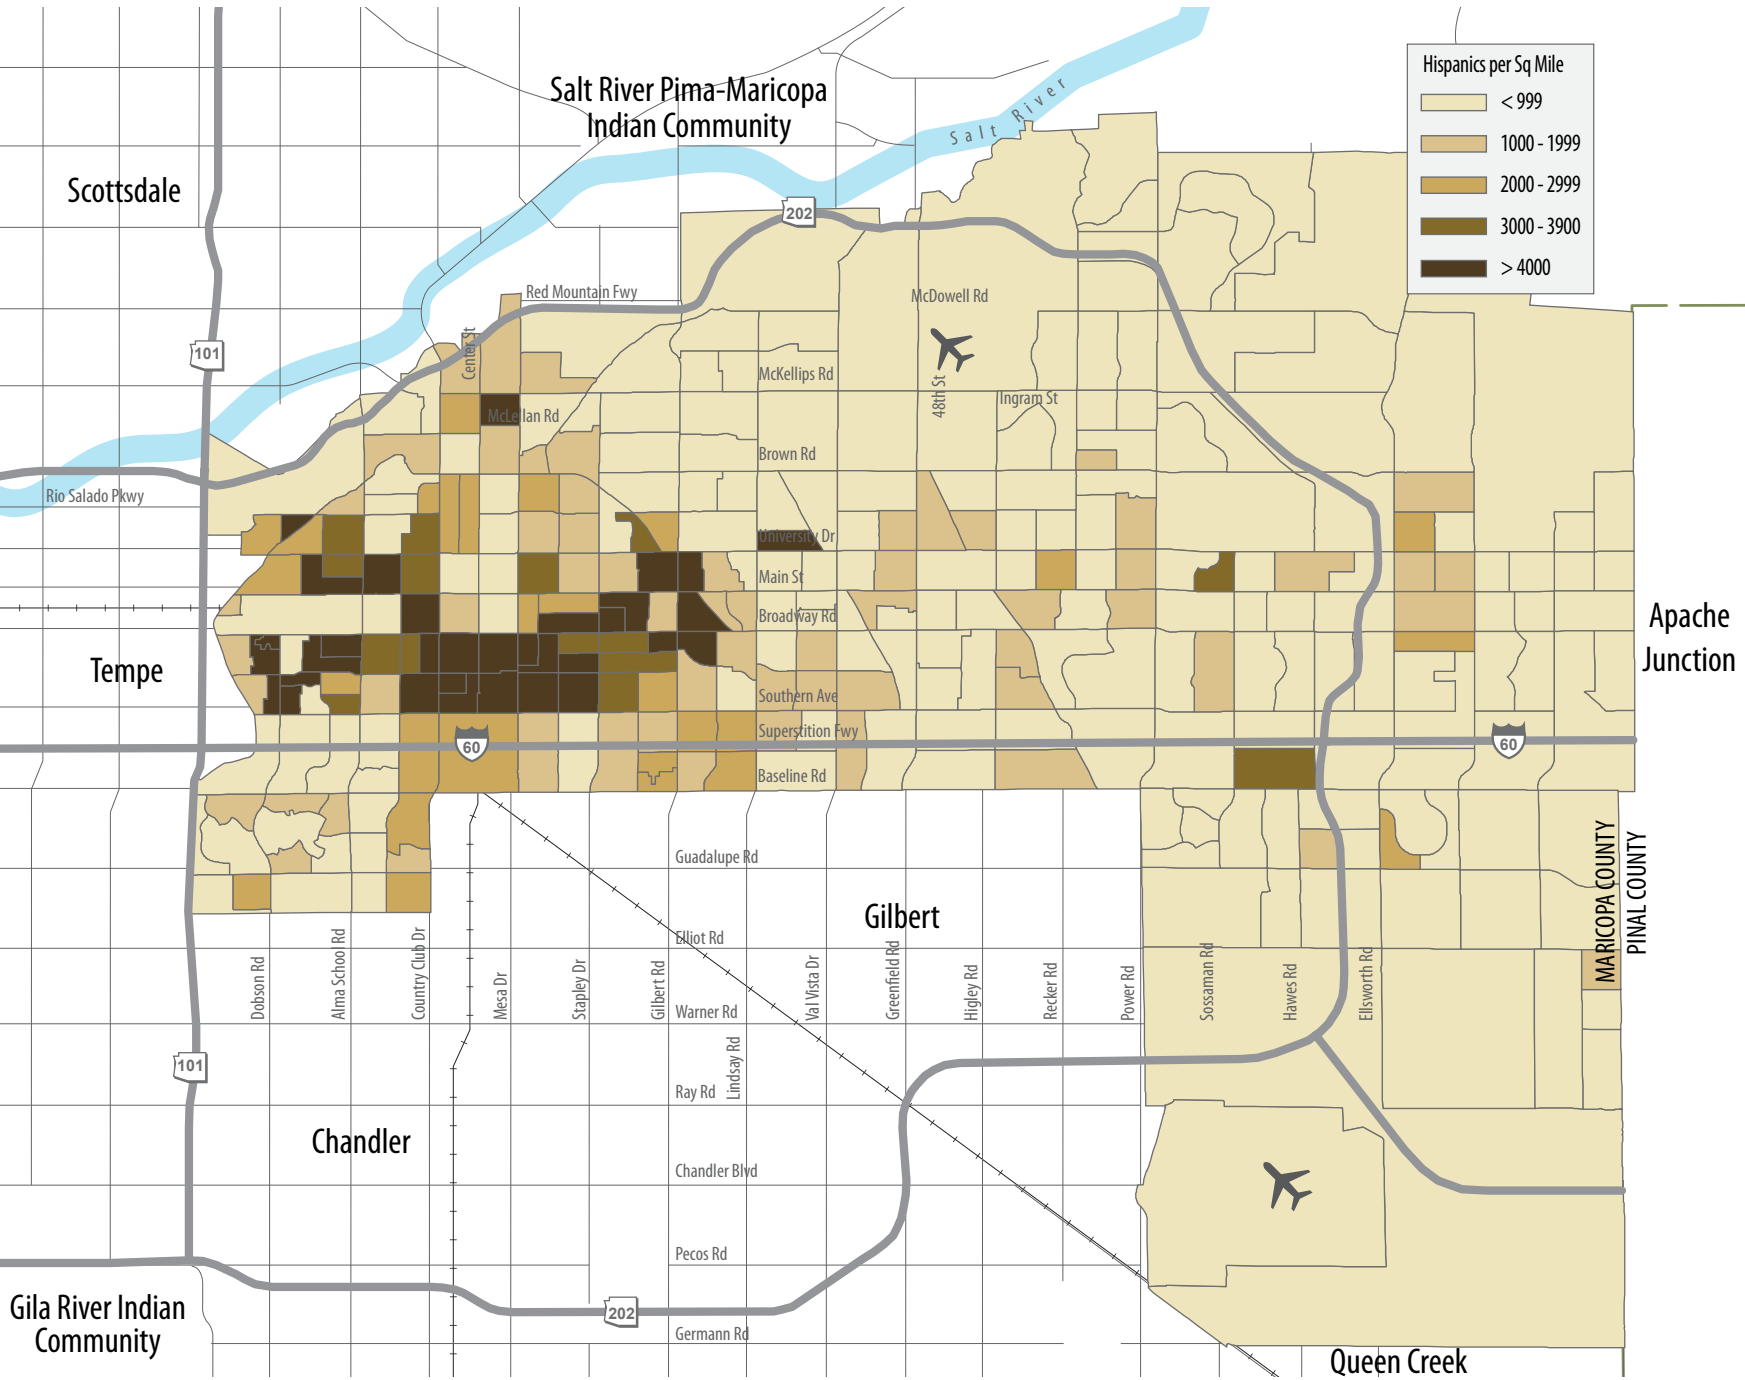 Hispanics per Sq Mile
< 999
1000 - 1999
2000 - 2999
3000 - 3900
> 4000
Salt River Pima-Maricopa
Indian Community
Salt River
Scottsdale
202
Red Mountain Fwy
McDowell Rd
Center St
101
McKellips Rd
48th St
Ingram St
McLellan Rd
Brown Rd
Rio Salado Pkwy
University Dr
Main St
Broadway Rd
Apache
Junction
Tempe
Southern Ave
Superstition Fwy
60
60
Baseline Rd
Guadalupe Rd
MARICOPA COUNTY
PINAL COUNTY
Gilbert
Elliot Rd
Dobson Rd
Alma School Rd
Country Club Dr
Mesa Dr
Stapley Dr
Gilbert Rd
Val Vista Dr
Greenfield Rd
Higley Rd
Recker Rd
Power Rd
Sossaman Rd
Hawes Rd
Ellsworth Rd
Warner Rd
Lindsay Rd
101
Ray Rd
Chandler
Chandler Blvd
Pecos Rd
Gila River Indian
Community
202
Germann Rd
Queen Creek